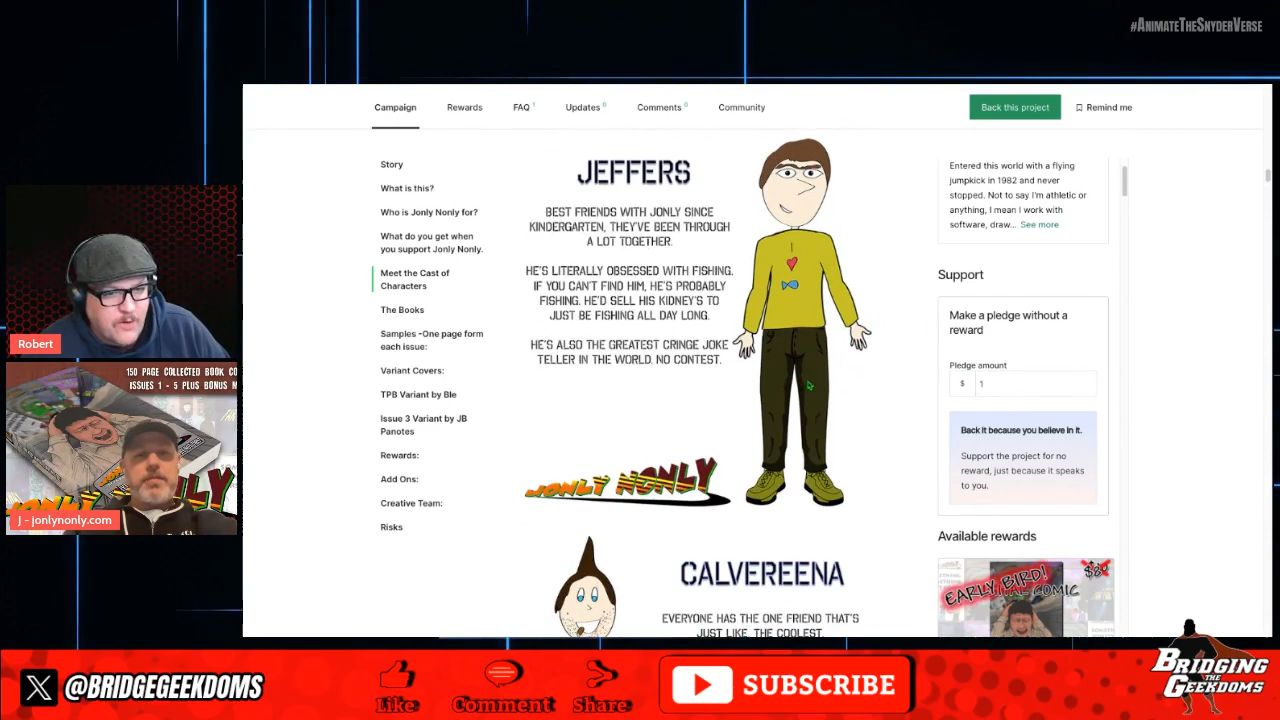 #ANIMATETHESNYDERVERSE
Campaign
Rewards
FAQ 1
Updates 0
Comments 0
Community
Back this project
Remind me
Story
What is this?
Who is Jonly Nonly for?
What do you get when
you support Jonly Nonly.
Meet the Cast of
Characters
The Books
Samples -One page form
each issue:
Variant Covers:
TPB Variant by Ble
Issue 3 Variant by JB
Panotes
Rewards:
Add Ons:
Creative Team:
Risks
JEFFERS
BEST FRIENDS WITH JONLY SINCE
KINDERGARTEN, THEY'VE BEEN THROUGH
A LOT TOGETHER.
HE'S LITERALLY OBSESSED WITH FISHING.
IF YOU CAN'T FIND HIM, HE'S PROBABLY
FISHING. HE'D SELL HIS KIDNEY'S TO
JUST BE FISHING ALL DAY LONG.
HE'S ALSO THE GREATEST CRINGE JOKE
TELLER IN THE WORLD. NO CONTEST.
JONLY NONLY
CALVEREENA
EVERYONE HAS THE ONE FRIEND THAT'S
JUST LIKE, THE COOLEST.
Entered this world with a flying
jumpkick in 1982 and never
stopped. Not to say I'm athletic or
anything, I mean I work with
software, draw... See more
Support
Make a pledge without a
reward
Pledge amount
$ 1
Back it because you believe in it.
Support the project for no
reward, just because it speaks
to you.
Available rewards
EARLY BIRD!
COMIC
Robert
150 PAGE COLLECTED BOOK
ISSUES 1 - 5 PLUS BONUS
J - jonlynonly.com
@BRIDGEGEEKDOMS
Like
Comment
Share
SUBSCRIBE
BRIDGING
THE
GEEKDOMS